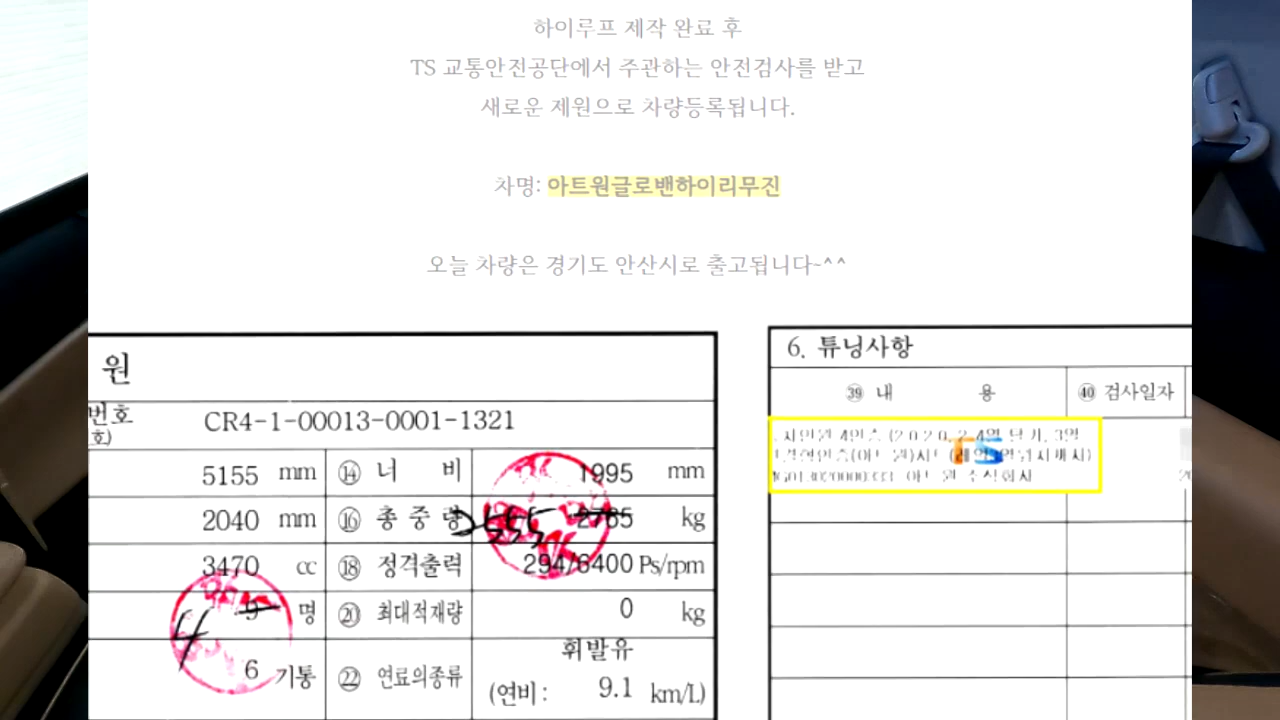 하이루프 제작 완료 후
TS 교통안전공단에서 주관하는 안전검사를 받고
새로운 제원으로 차량등록됩니다.
차명: 아트원글로밴하이리무진
오늘 차량은 경기도 안산시로 출고됩니다~^^
원
번호 CR4-1-00013-0001-1321
호)
5155 mm ⑭ 너 비 1995 mm
2040 mm ⑯ 총 중 량 2555 2785 kg
3470 cc ⑱ 정격출력 294/6400 Ps/rpm
4 9 명 ⑳ 최대적재량 0 kg
6 기통 ㉒ 연료의종류 휘발유
(연비: 9.1 km/L)
6. 튜닝사항
㊴ 내 용 ㊵ 검사일자
TS